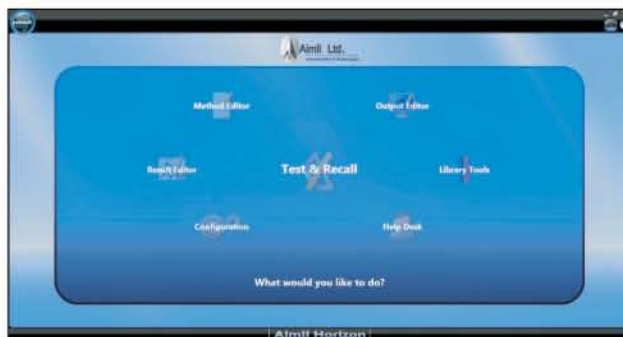 Aimil Ltd.
Method Editor
Output Editor
Result Editor
Test & Recall
Library Tools
Configuration
Help Desk
What would you like to do?
Aimil Horizon